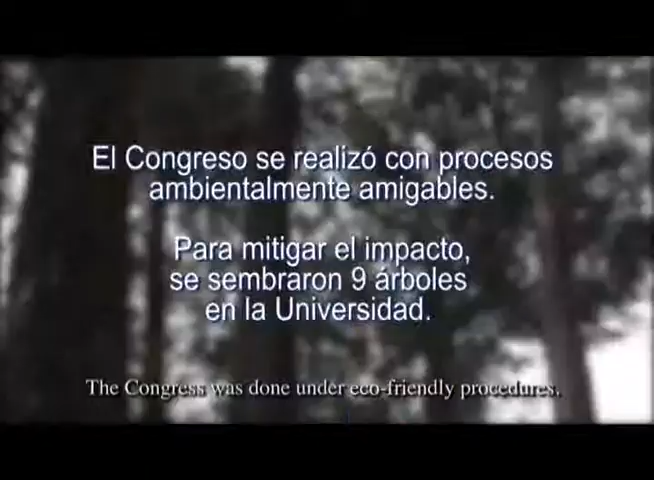 El Congreso se realizó con procesos
ambientalmente amigables.
Para mitigar el impacto,
se sembraron 9 árboles
en la Universidad.
The Congress was done under eco-friendly procedures.